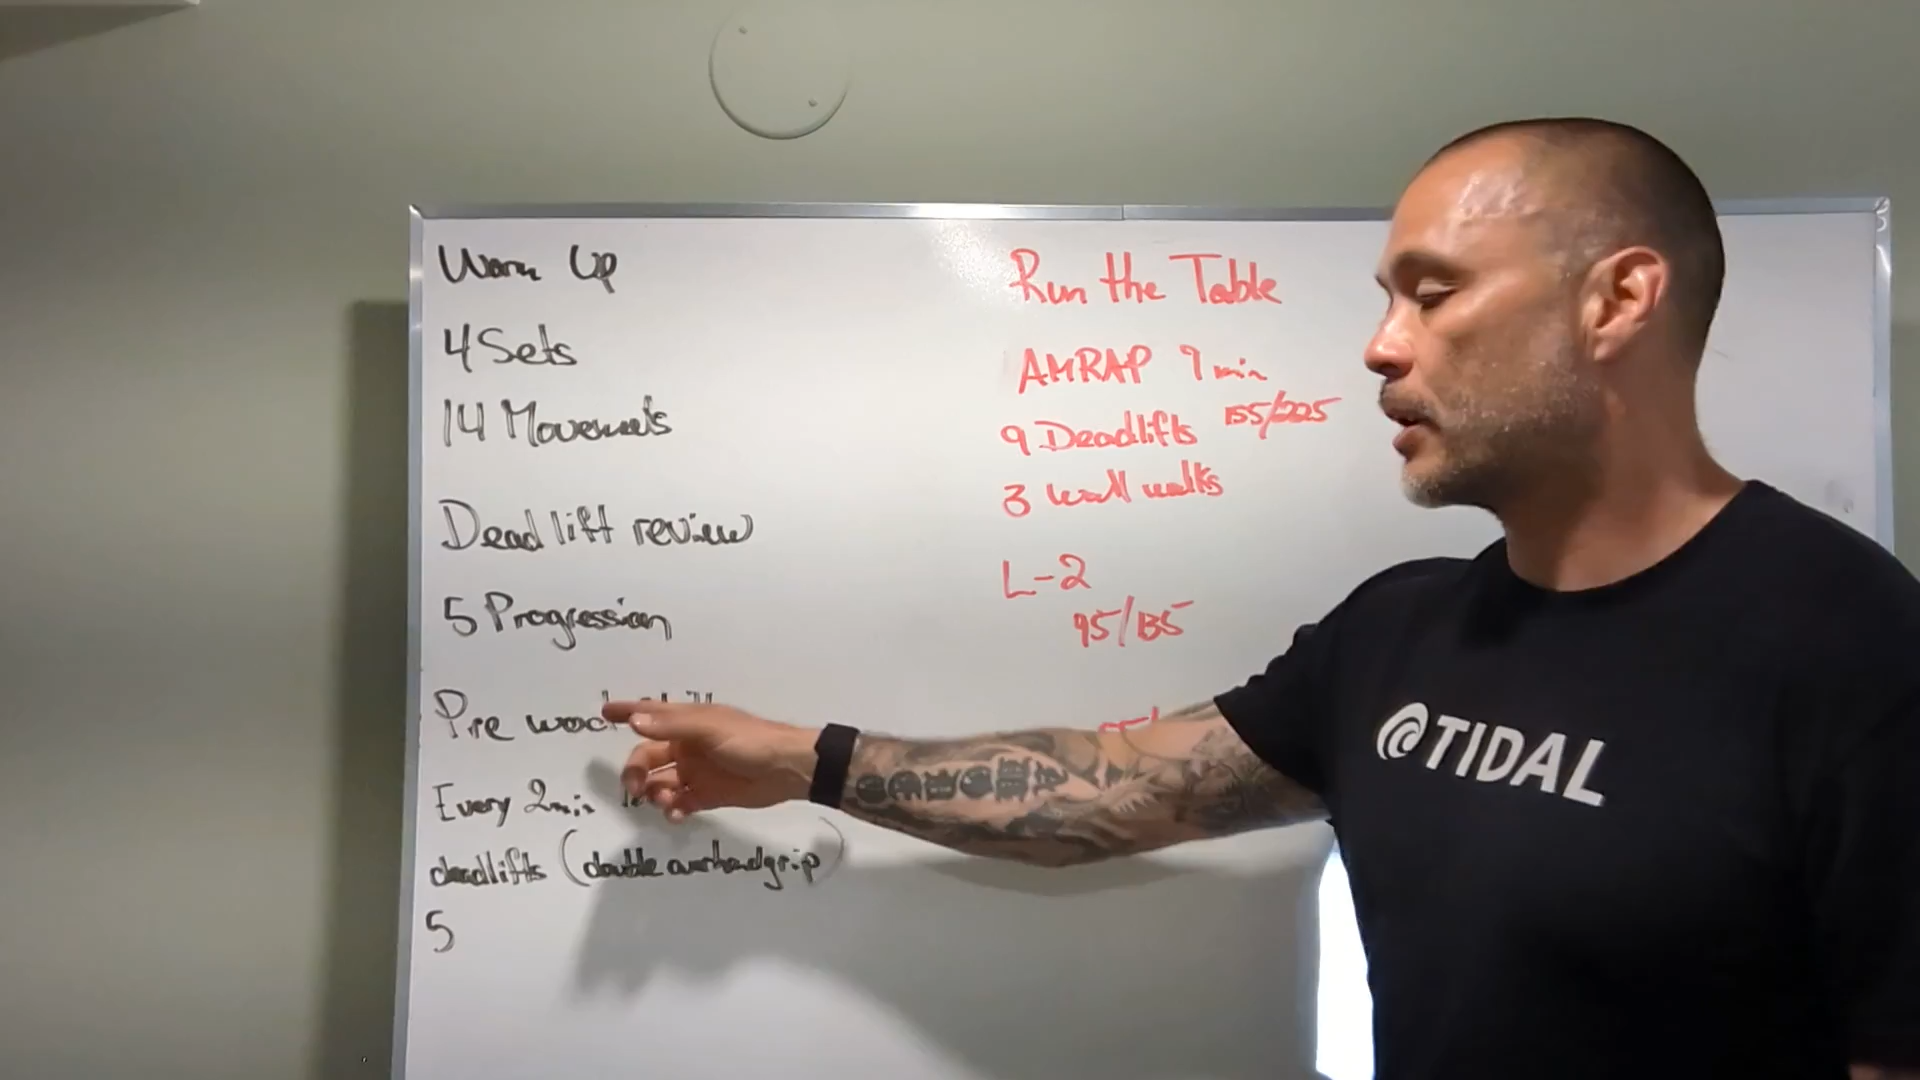 Warm Up
4 Sets
14 Movements
Deadlift review
5 Progression
Pre
Every 2min
deadlifts (double overhand grip)
5
Run the Table
AMRAP 9 min
9 Deadlifts 155/225
3 wall walks
L-2
95/135
TIDAL